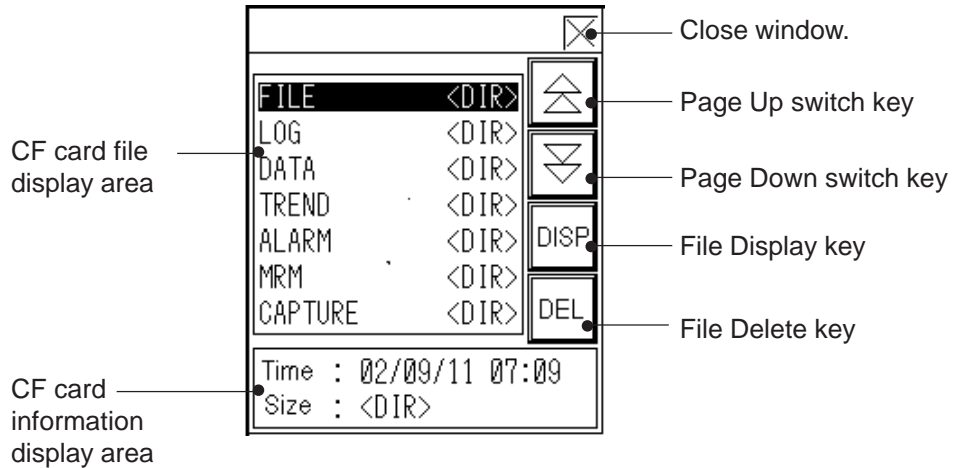 Close window.
FILE <DIR>
LOG <DIR>
DATA <DIR>
TREND <DIR>
ALARM <DIR>
MRM <DIR>
CAPTURE <DIR>
DISP
DEL
Time : 02/09/11 07:09
Size : <DIR>
CF card file
display area
CF card
information
display area
Page Up switch key
Page Down switch key
File Display key
File Delete key